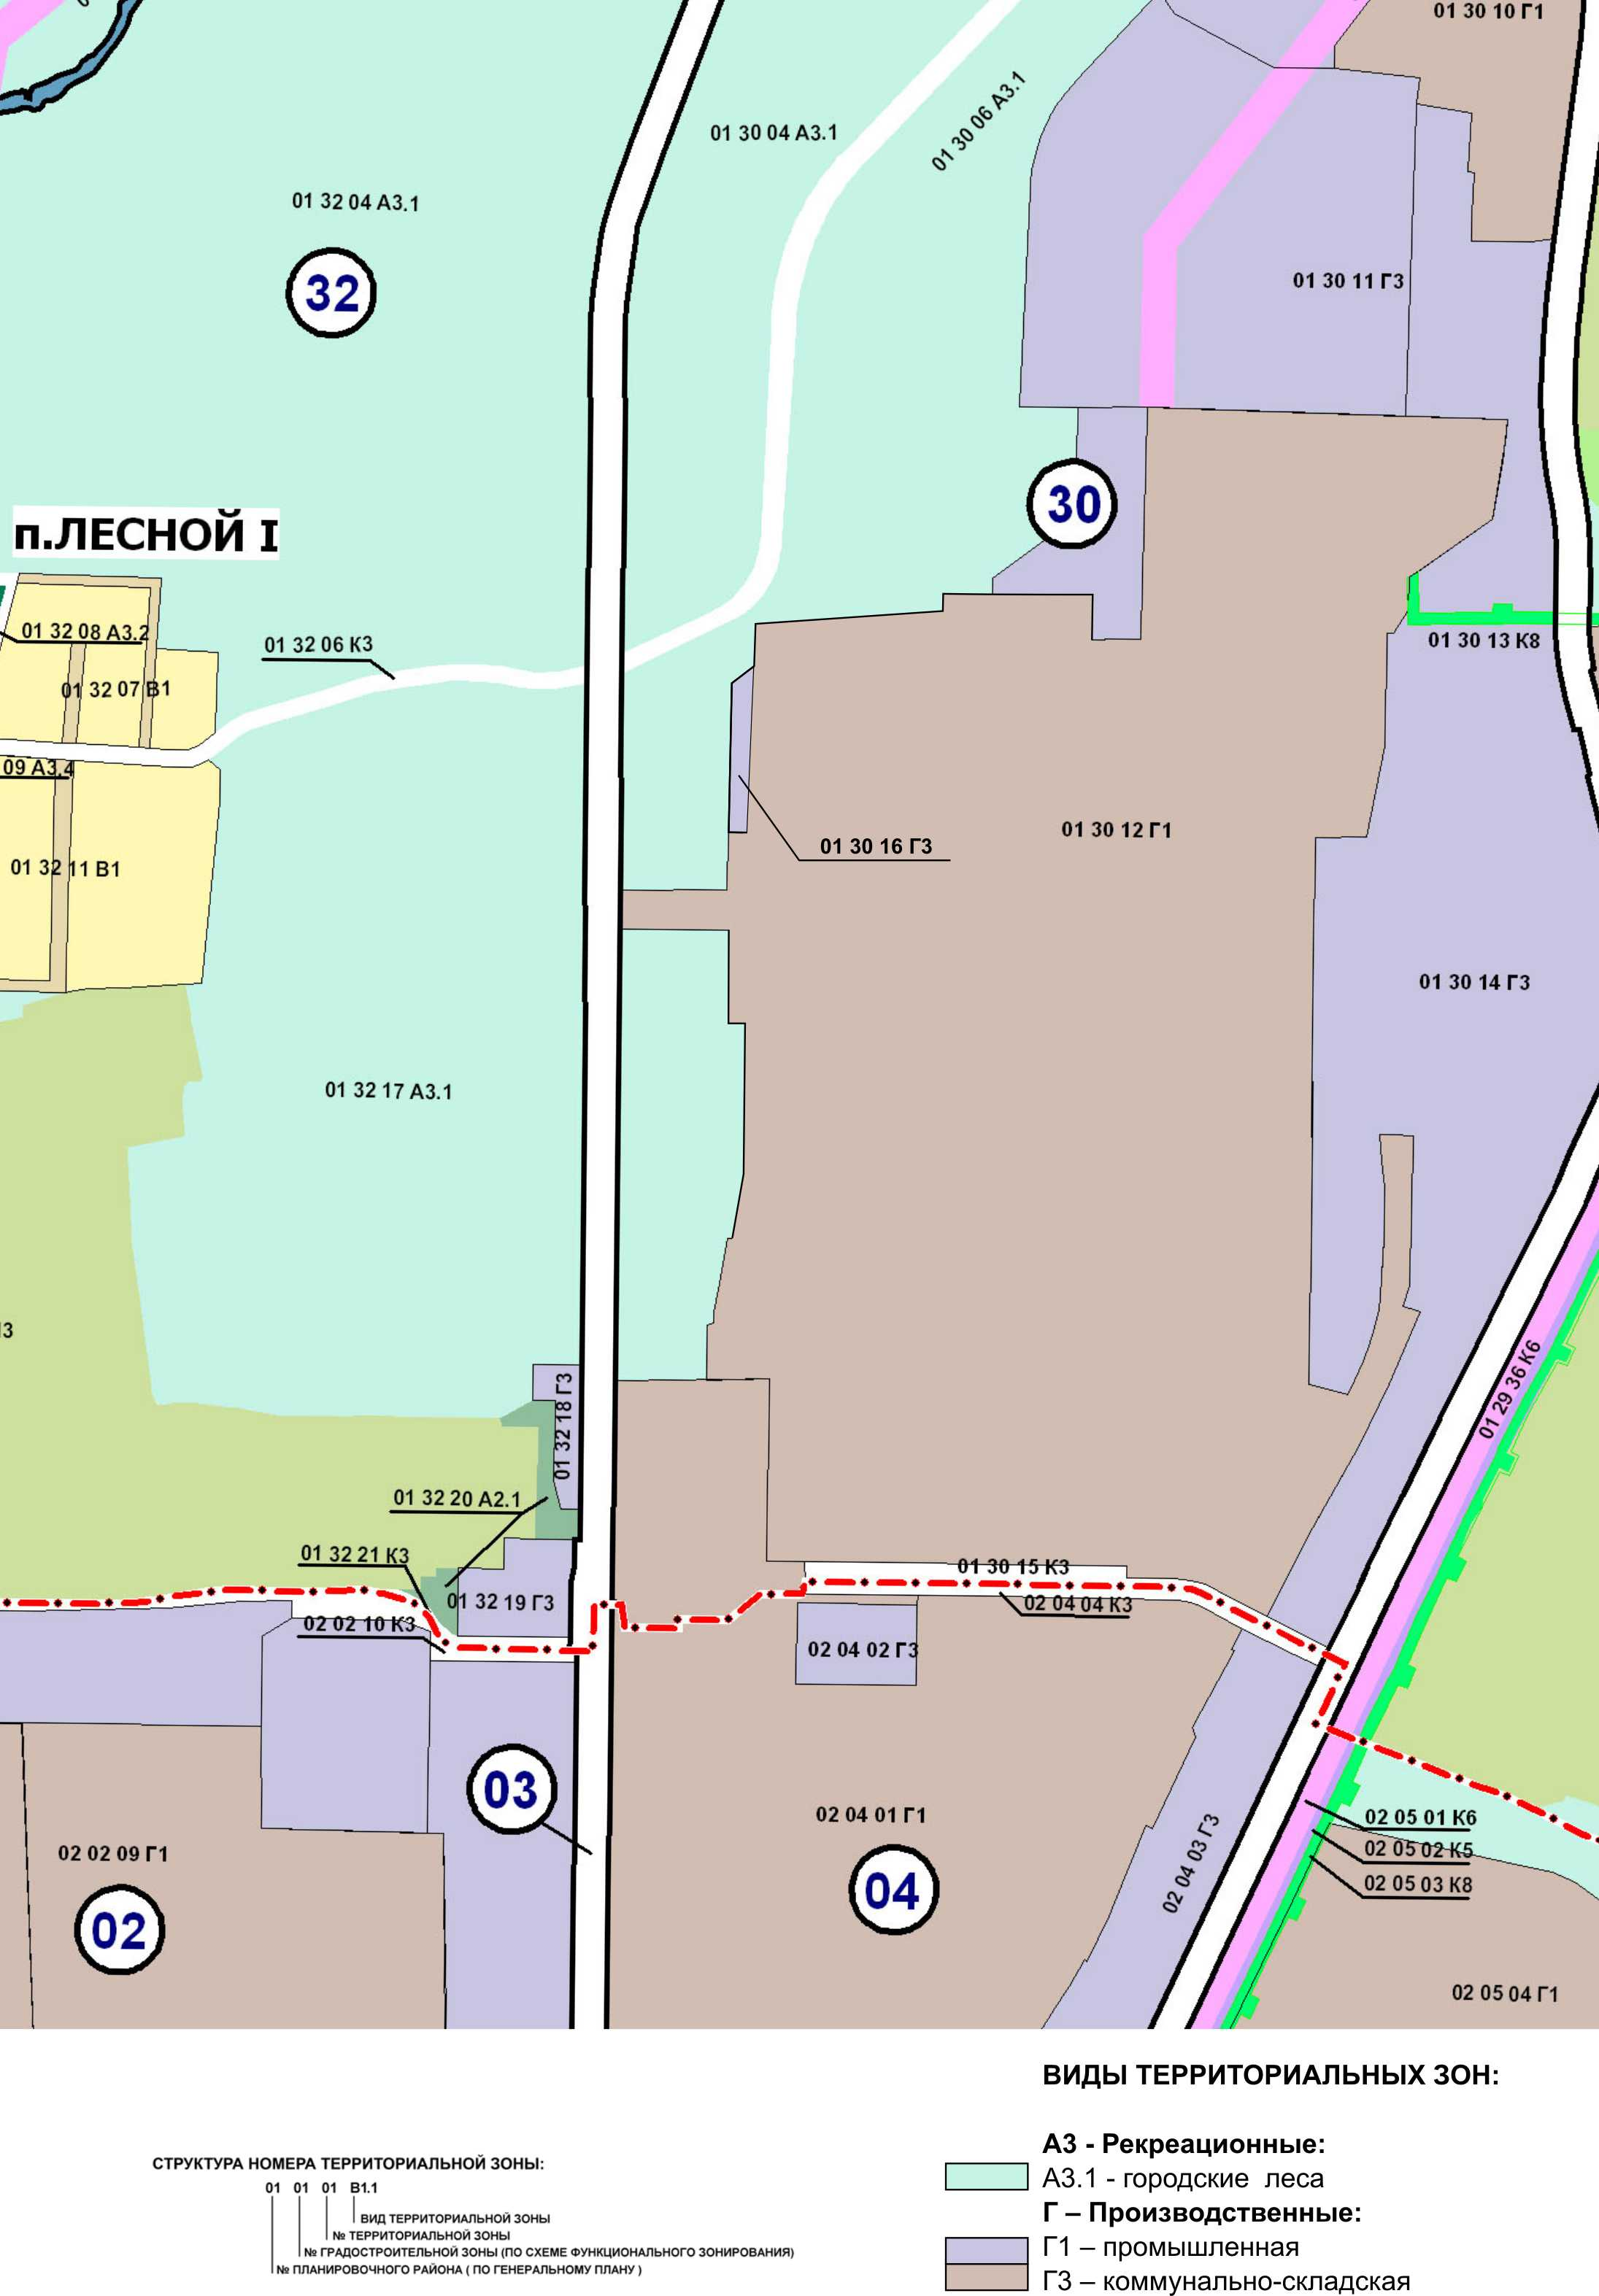 01 30 10 Г1
01 30 04 А3.1
01 30 06 А3.1
01 32 04 А3.1
32
01 30 11 Г3
30
п.ЛЕСНОЙ I
01 32 08 А3.2
01 32 06 К3
01 30 13 К8
01 32 07 В1
09 А3.4
01 30 16 Г3
01 30 12 Г1
01 32 11 В1
01 30 14 Г3
01 32 17 А3.1
01 29 36 К6
01 32 18 Г3
01 32 20 А2.1
01 32 21 К3
01 30 15 К3
01 32 19 Г3
02 04 04 К3
02 02 10 К3
02 04 02 Г3
03
02 04 01 Г1
02 05 01 К6
02 04 03 Г3
02 05 02 К5
02 02 09 Г1
02 05 03 К8
04
02
02 05 04 Г1
ВИДЫ ТЕРРИТОРИАЛЬНЫХ ЗОН:
А3 - Рекреационные:
А3.1 - городские леса
Г – Производственные:
Г1 – промышленная
Г3 – коммунально-складская
СТРУКТУРА НОМЕРА ТЕРРИТОРИАЛЬНОЙ ЗОНЫ:
01 01 01 В1.1
ВИД ТЕРРИТОРИАЛЬНОЙ ЗОНЫ
№ ТЕРРИТОРИАЛЬНОЙ ЗОНЫ
№ ГРАДОСТРОИТЕЛЬНОЙ ЗОНЫ (ПО СХЕМЕ ФУНКЦИОНАЛЬНОГО ЗОНИРОВАНИЯ)
№ ПЛАНИРОВОЧНОГО РАЙОНА ( ПО ГЕНЕРАЛЬНОМУ ПЛАНУ )